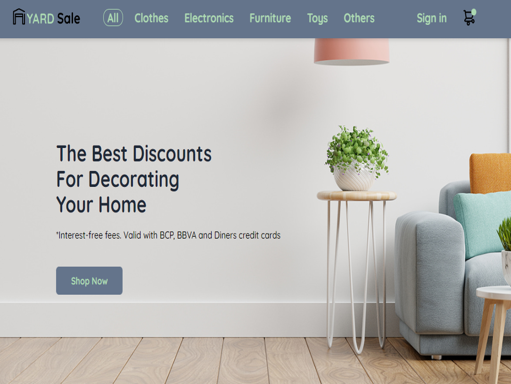 YARD Sale
All
Clothes
Electronics
Furniture
Toys
Others
Sign in
The Best Discounts
For Decorating
Your Home
*Interest-free fees. Valid with BCP, BBVA and Diners credit cards
Shop Now